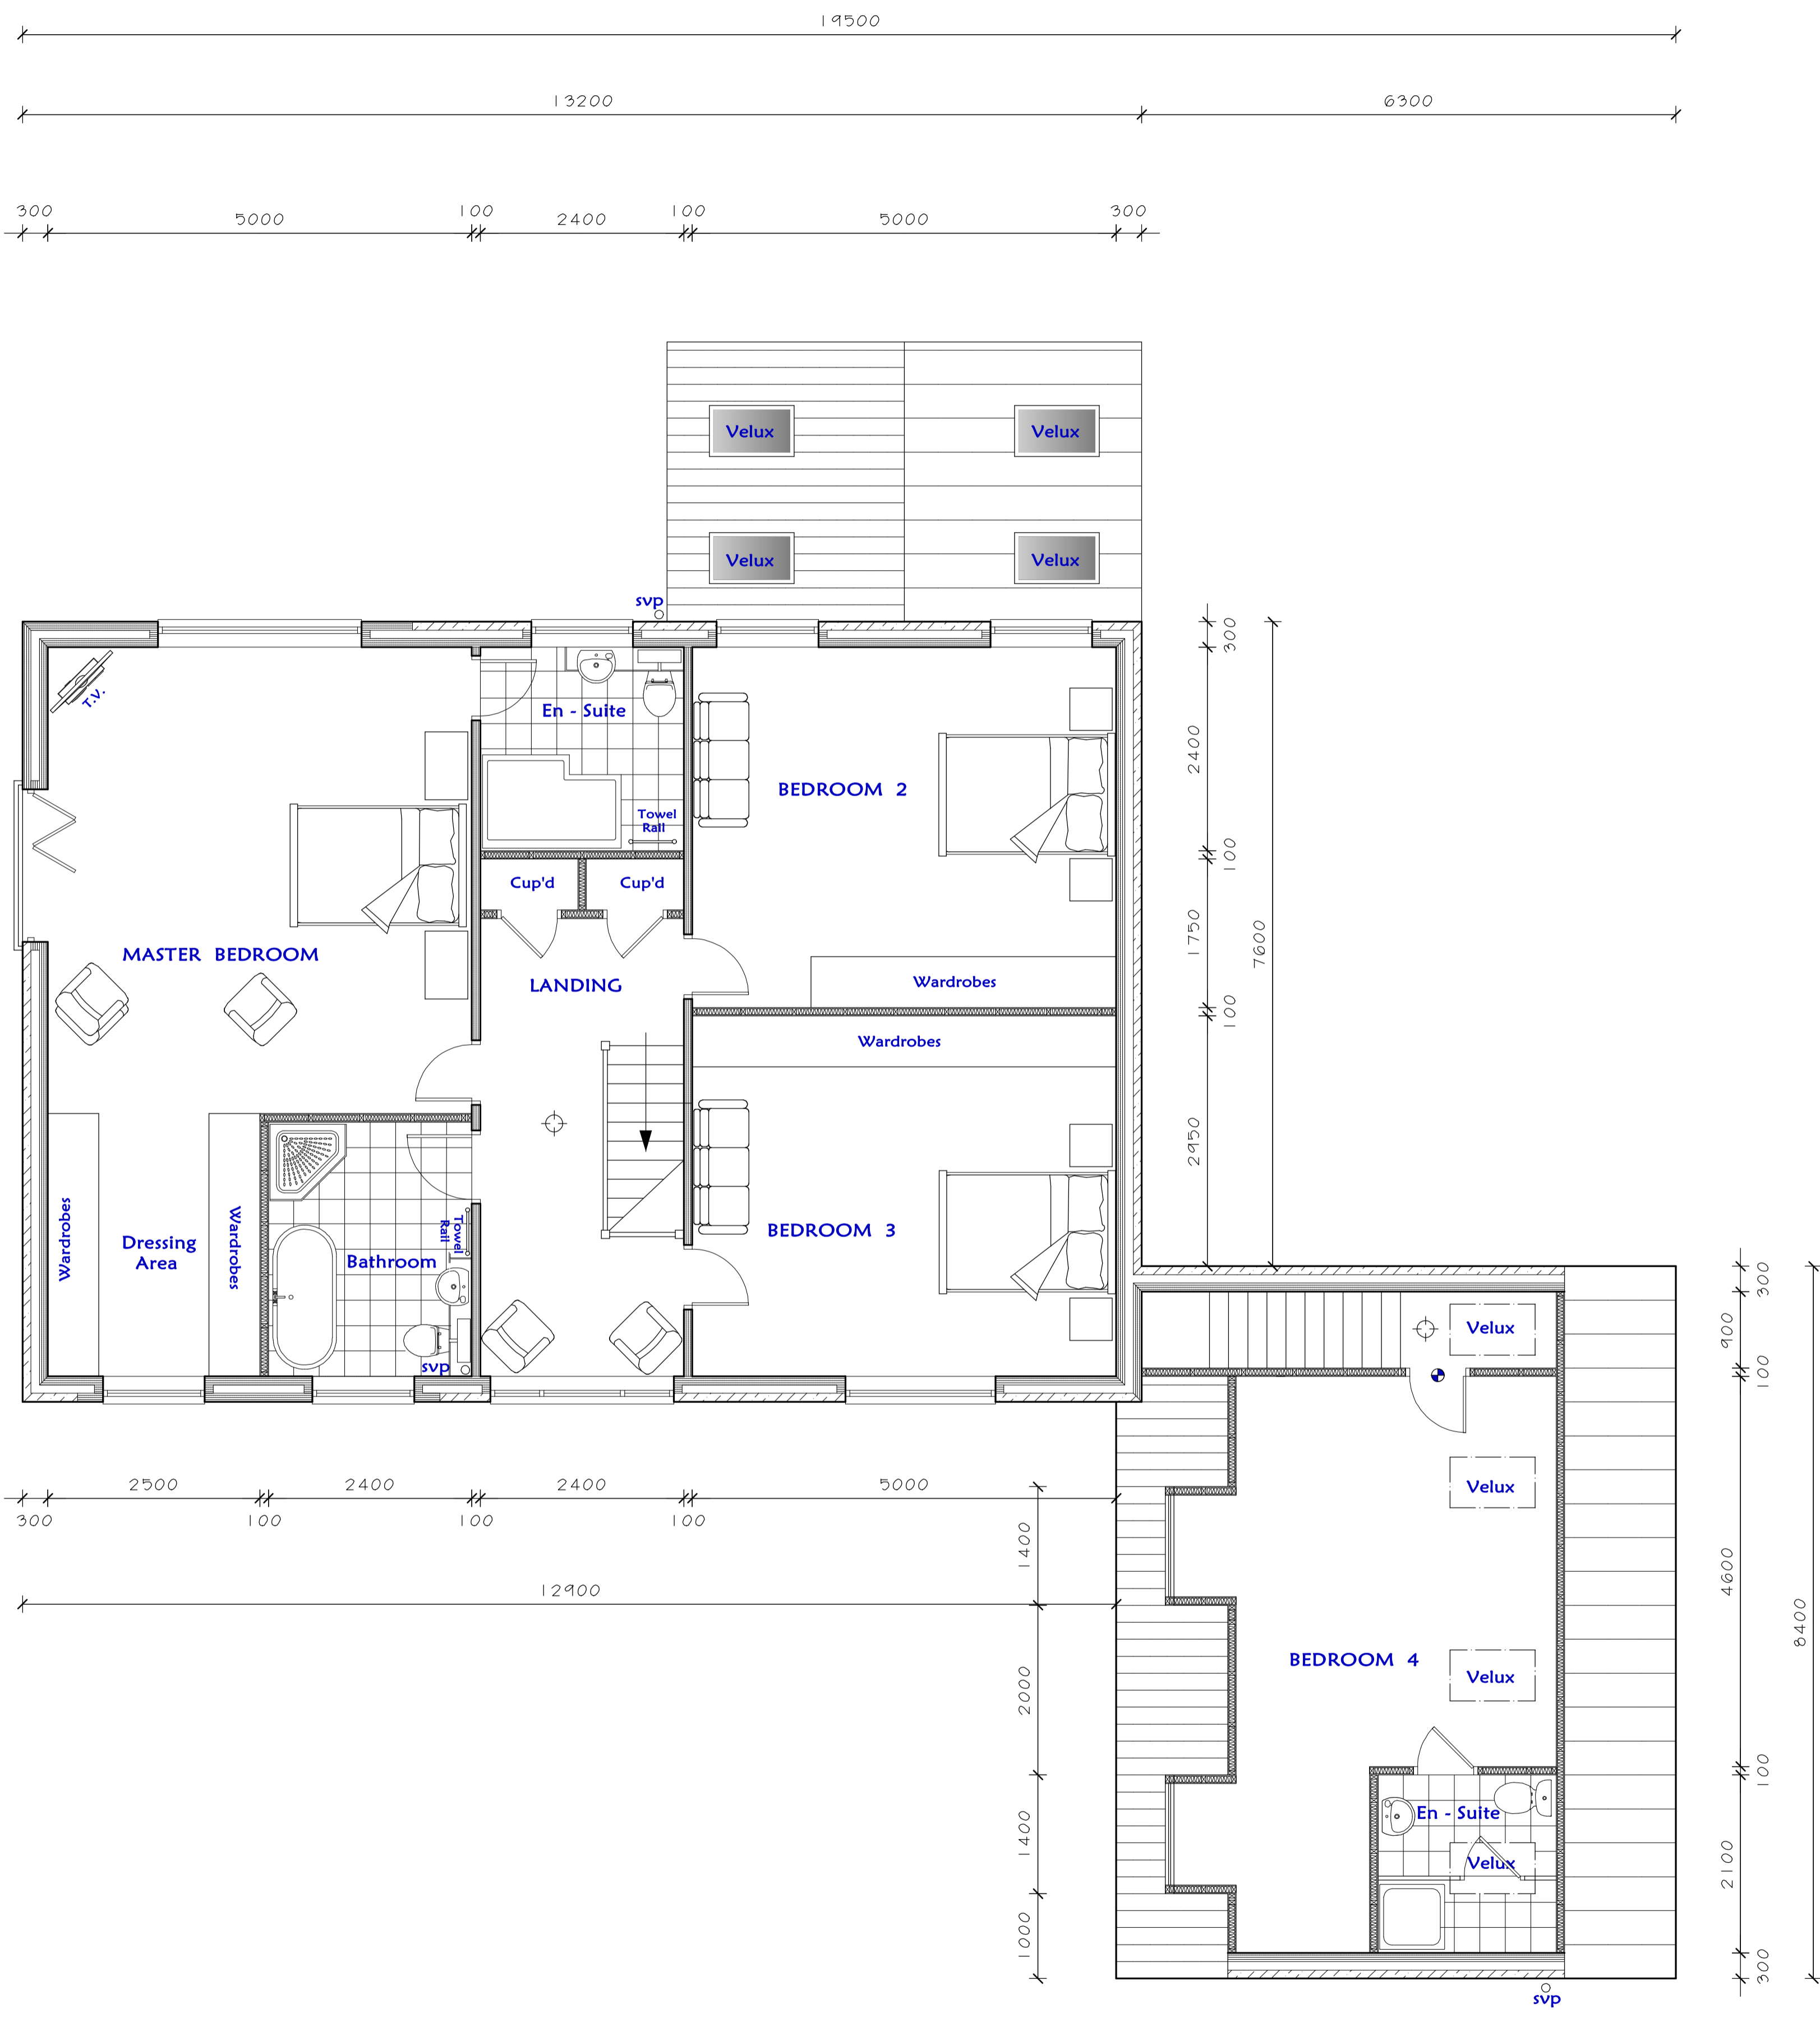 19500
13200
6300
300
5000
100
2400
100
5000
300
Velux
Velux
Velux
Velux
svp
T.V.
En - Suite
Towel
Rail
BEDROOM 2
Cup'd
Cup'd
MASTER BEDROOM
LANDING
Wardrobes
Wardrobes
Wardrobes
Dressing
Area
Wardrobes
Bathroom
Towel
Rail
svp
BEDROOM 3
300
2400
100
1750
100
2950
7600
Velux
Velux
BEDROOM 4
Velux
En - Suite
Velux
svp
300
900
100
4600
100
2100
300
8400
2500
2400
2400
5000
300
100
100
100
12900
1400
2000
1400
1000